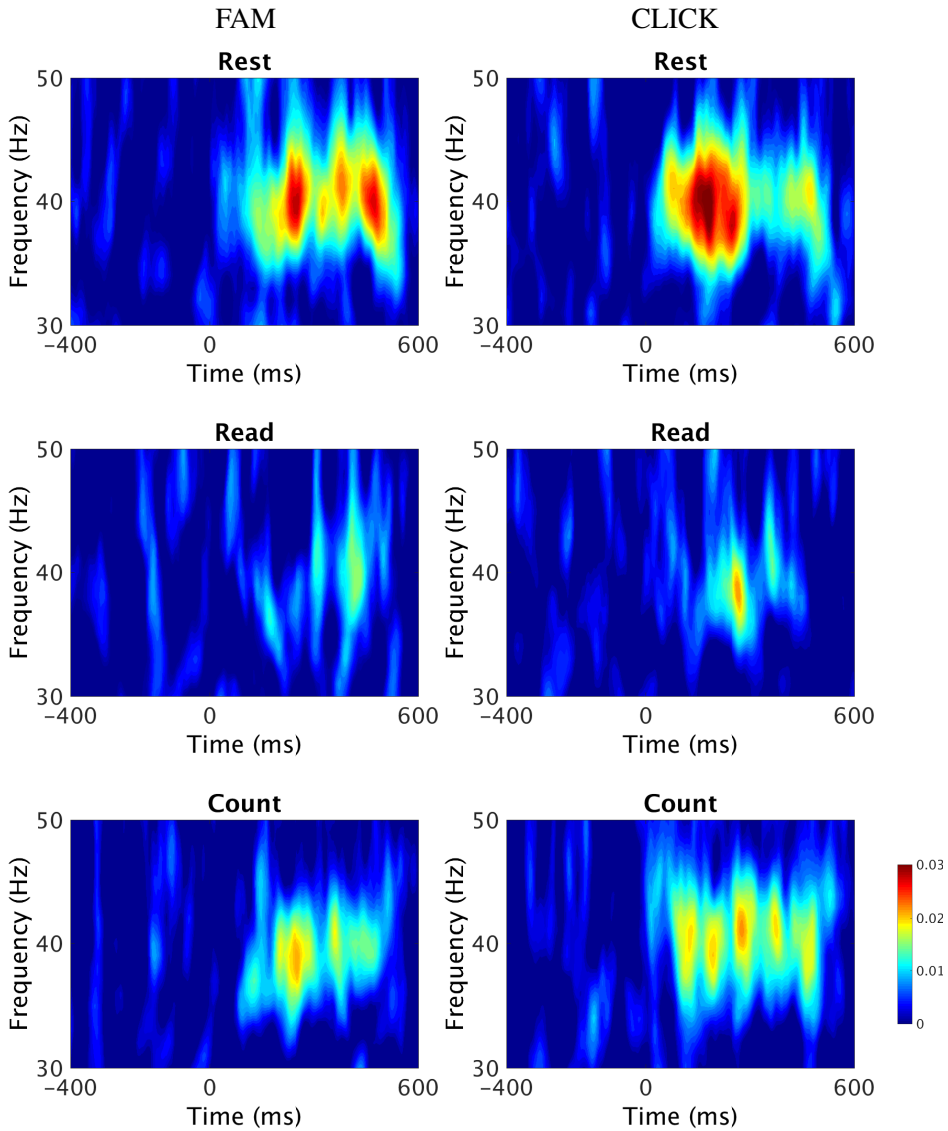 FAM CLICK
Rest Rest
50 50
Frequency (Hz) Frequency (Hz)
40 40
30 30
−400 0 600 −400 0 600
Time (ms) Time (ms)
Read Read
50 50
Frequency (Hz) Frequency (Hz)
40 40
30 30
−400 0 600 −400 0 600
Time (ms) Time (ms)
Count Count
50 50
0.03
Frequency (Hz) Frequency (Hz)
40 40
0.02
0.01
0
30 30
−400 0 600 −400 0 600
Time (ms) Time (ms)